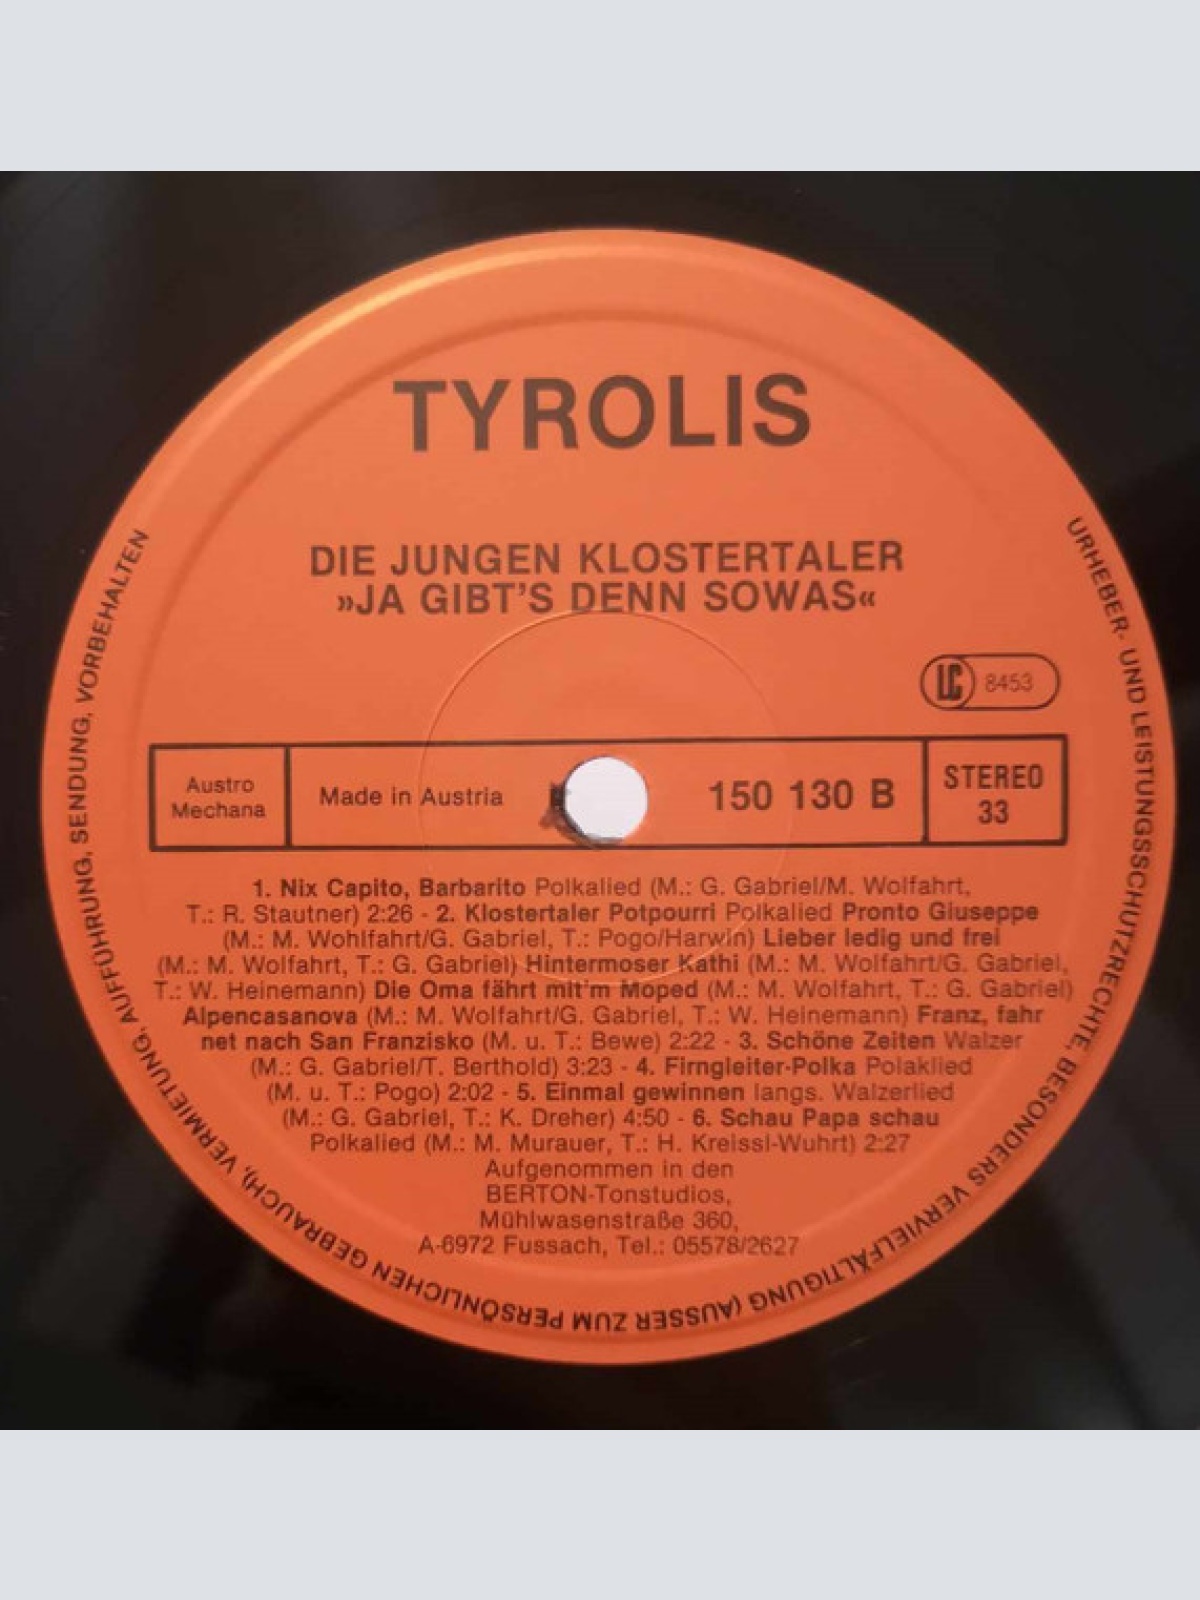 TYROLIS
DIE JUNGEN KLOSTERTALER
»JA GIBT'S DENN SOWAS«
LC 8453
Austro
Mechana
Made in Austria
150 130 B
STEREO
33
1. Nix Capito, Barbarito Polkalied (M.: G. Gabriel/M. Wolfahrt,
T.: R. Stautner) 2:26 - 2. Klostertaler Potpourri Polkalied Pronto Giuseppe
(M.: M. Wohlfahrt/G. Gabriel, T.: Pogo/Harwin) Lieber ledig und frei
(M.: M. Wolfahrt, T.: G. Gabriel) Hintermoser Kathi (M.: M. Wolfahrt/G. Gabriel,
T.: W. Heinemann) Die Oma fährt mit'm Moped (M.: M. Wolfahrt, T.: G. Gabriel)
Alpencasanova (M.: M. Wolfahrt/G. Gabriel, T.: W. Heinemann) Franz, fahr
net nach San Franzisko (M. u. T.: Bewe) 2:22 - 3. Schöne Zeiten Walzer
(M.: G. Gabriel/T. Berthold) 3:23 - 4. Firngleiter-Polka Polaklied
(M. u. T.: Pogo) 2:02 - 5. Einmal gewinnen langs. Walzerlied
(M.: G. Gabriel, T.: K. Dreher) 4:50 - 6. Schau Papa schau
Polkalied (M.: M. Murauer, T.: H. Kreissl-Wuhrt) 2:27
Aufgenommen in den
BERTON-Tonstudios,
Mühlwasenstraße 360,
A-6972 Fussach, Tel.: 05578/2627
URHEBER- UND LEISTUNGSSCHUTZRECHTE, BESONDERS VERVIELFÄLTIGUNG (AUSSER ZUM PERSÖNLICHEN GEBRAUCH), VERMIETUNG, AUFFÜHRUNG, SENDUNG, VORBEHALTEN